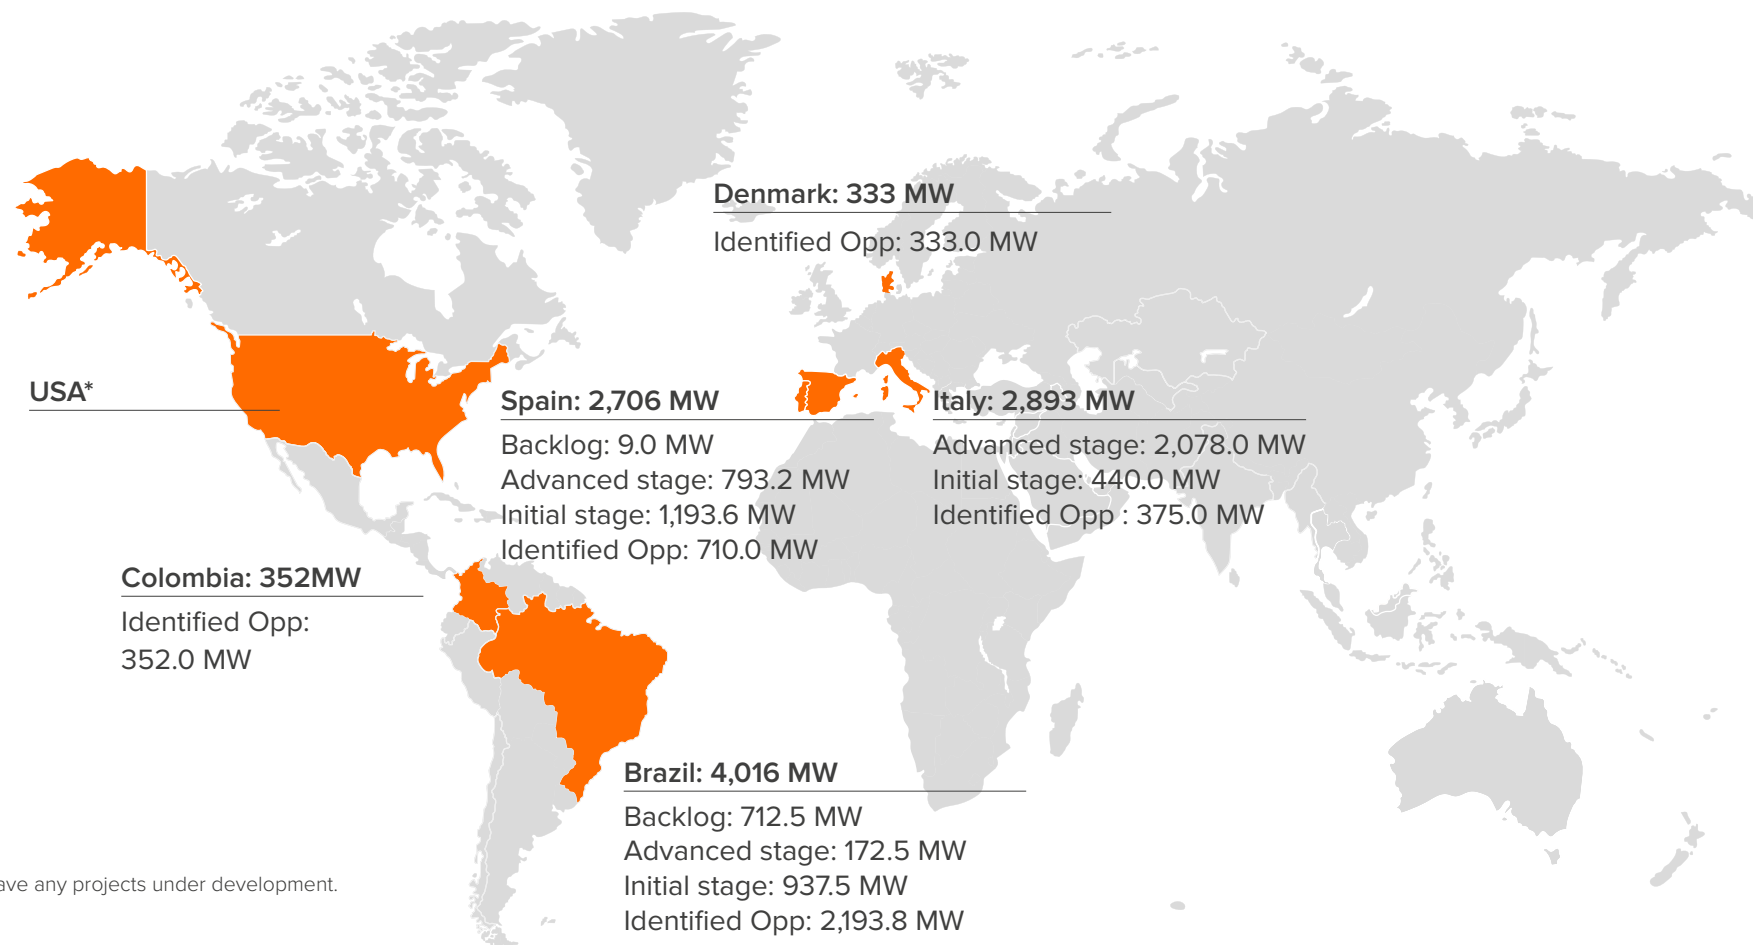 Denmark: 333 MW
Identified Opp: 333.0 MW
USA*
Spain: 2,706 MW
Backlog: 9.0 MW
Advanced stage: 793.2 MW
Initial stage: 1,193.6 MW
Identified Opp: 710.0 MW
Italy: 2,893 MW
Advanced stage: 2,078.0 MW
Initial stage: 440.0 MW
Identified Opp : 375.0 MW
Colombia: 352MW
Identified Opp:
352.0 MW
Brazil: 4,016 MW
Backlog: 712.5 MW
Advanced stage: 172.5 MW
Initial stage: 937.5 MW
Identified Opp: 2,193.8 MW
any projects under development.